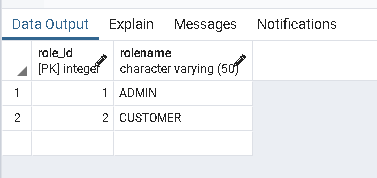 Data Output Explain Messages Notifications
role_id rolename
[PK] integer character varying (50)
1 1 ADMIN
2 2 CUSTOMER